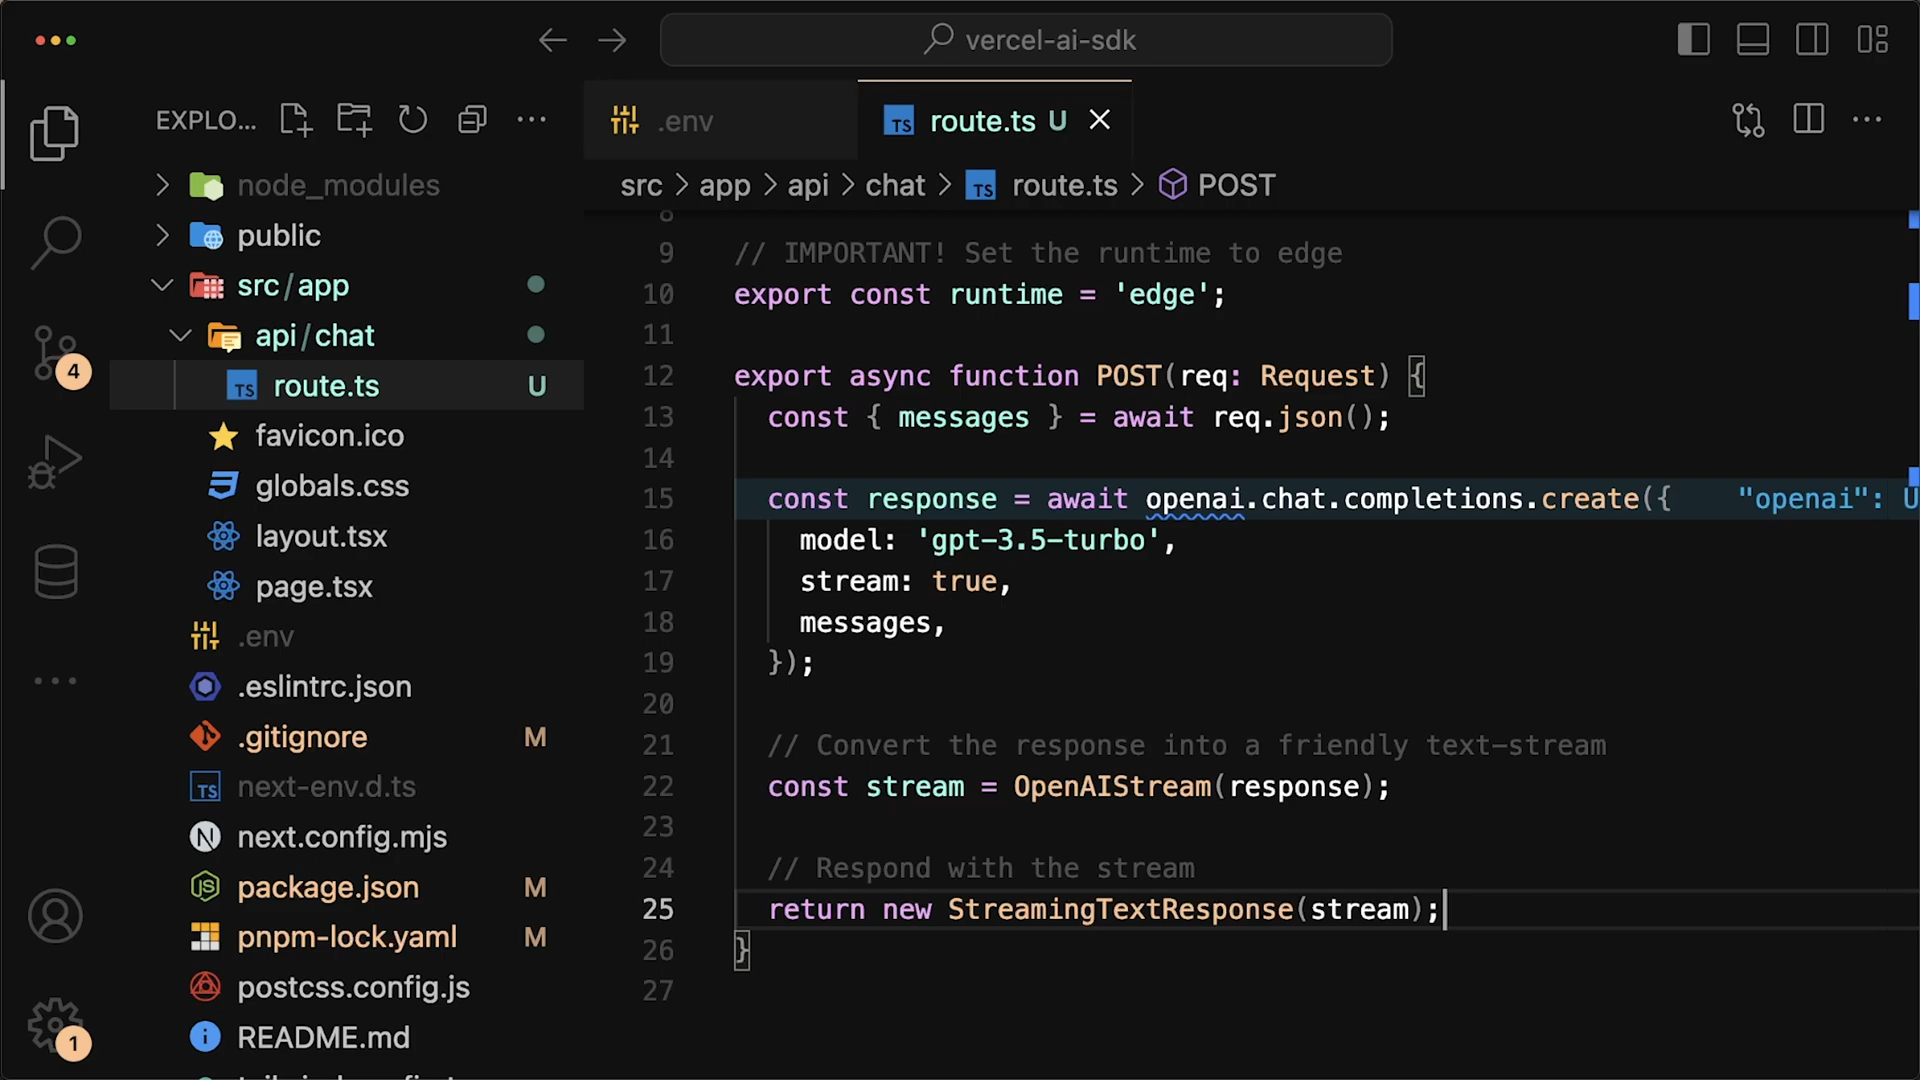 vercel-ai-sdk
EXPLO...
.env
route.ts U
src > app > api > chat > TS route.ts > POST
node_modules
public
src/app
api/chat
TS route.ts U
favicon.ico
globals.css
layout.tsx
page.tsx
.env
.eslintrc.json
.gitignore M
TS next-env.d.ts
N next.config.mjs
JS package.json M
pnpm-lock.yaml M
postcss.config.js
i README.md
4
1
8
9 // IMPORTANT! Set the runtime to edge
10 export const runtime = 'edge';
11
12 export async function POST(req: Request) {
13 const { messages } = await req.json();
14
15 const response = await openai.chat.completions.create({ "openai": U
16 model: 'gpt-3.5-turbo',
17 stream: true,
18 messages,
19 });
20
21 // Convert the response into a friendly text-stream
22 const stream = OpenAIStream(response);
23
24 // Respond with the stream
25 return new StreamingTextResponse(stream);
26 }
27